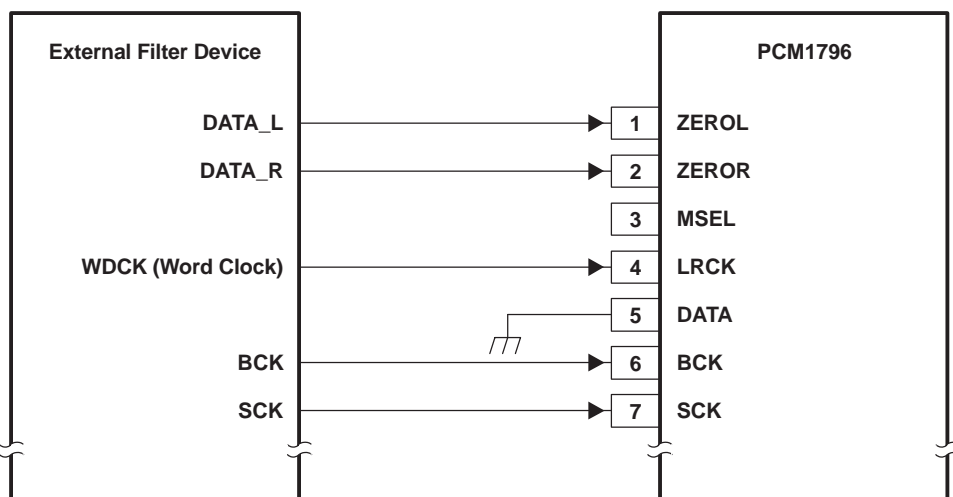 External Filter Device
PCM1796
DATA_L
1
ZEROL
DATA_R
2
ZEROR
3
MSEL
WDCK (Word Clock)
4
LRCK
5
DATA
BCK
6
BCK
SCK
7
SCK